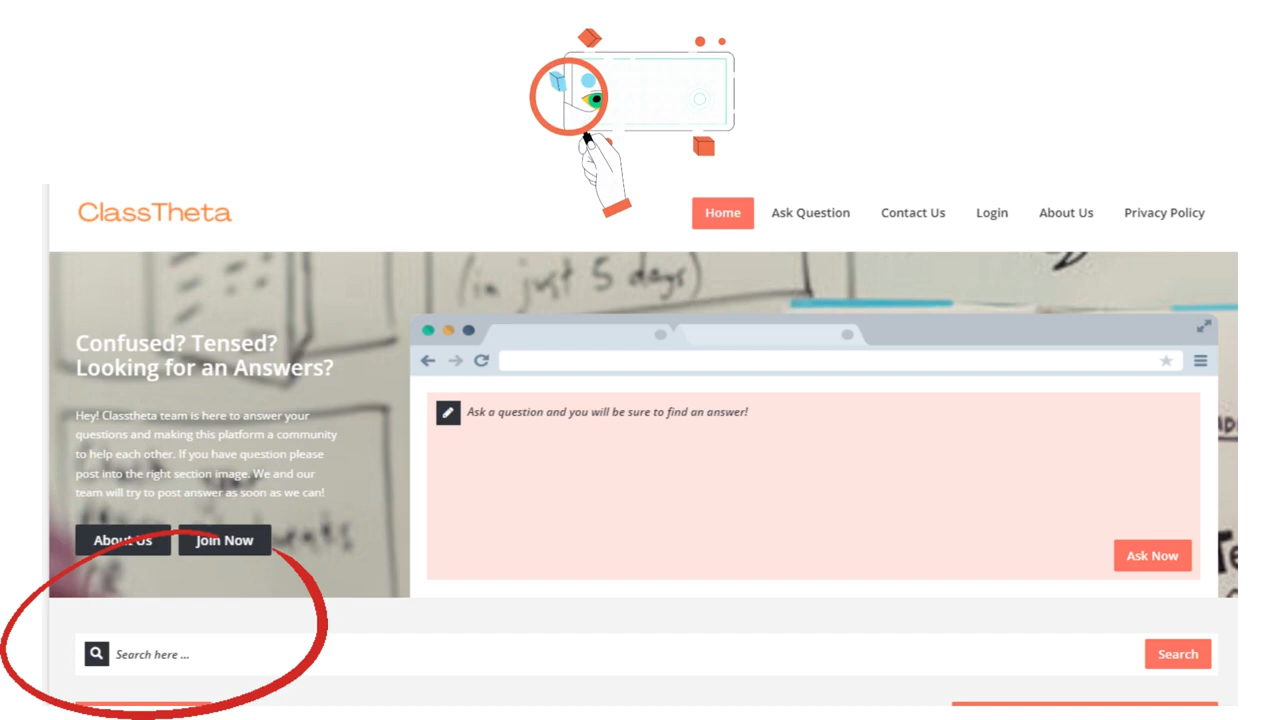 ClassTheta
Home Ask Question Contact Us Login About Us Privacy Policy
(in just 5 days)
Confused? Tensed?
Looking for an Answers?
Hey! Classtheta team is here to answer your
questions and making this platform a community
to help each other. If you have question please
post into the right section image. We and our
team will try to post answer as soon as we can!
About Us Join Now
Ask a question and you will be sure to find an answer!
Ask Now
Search here ...
Search